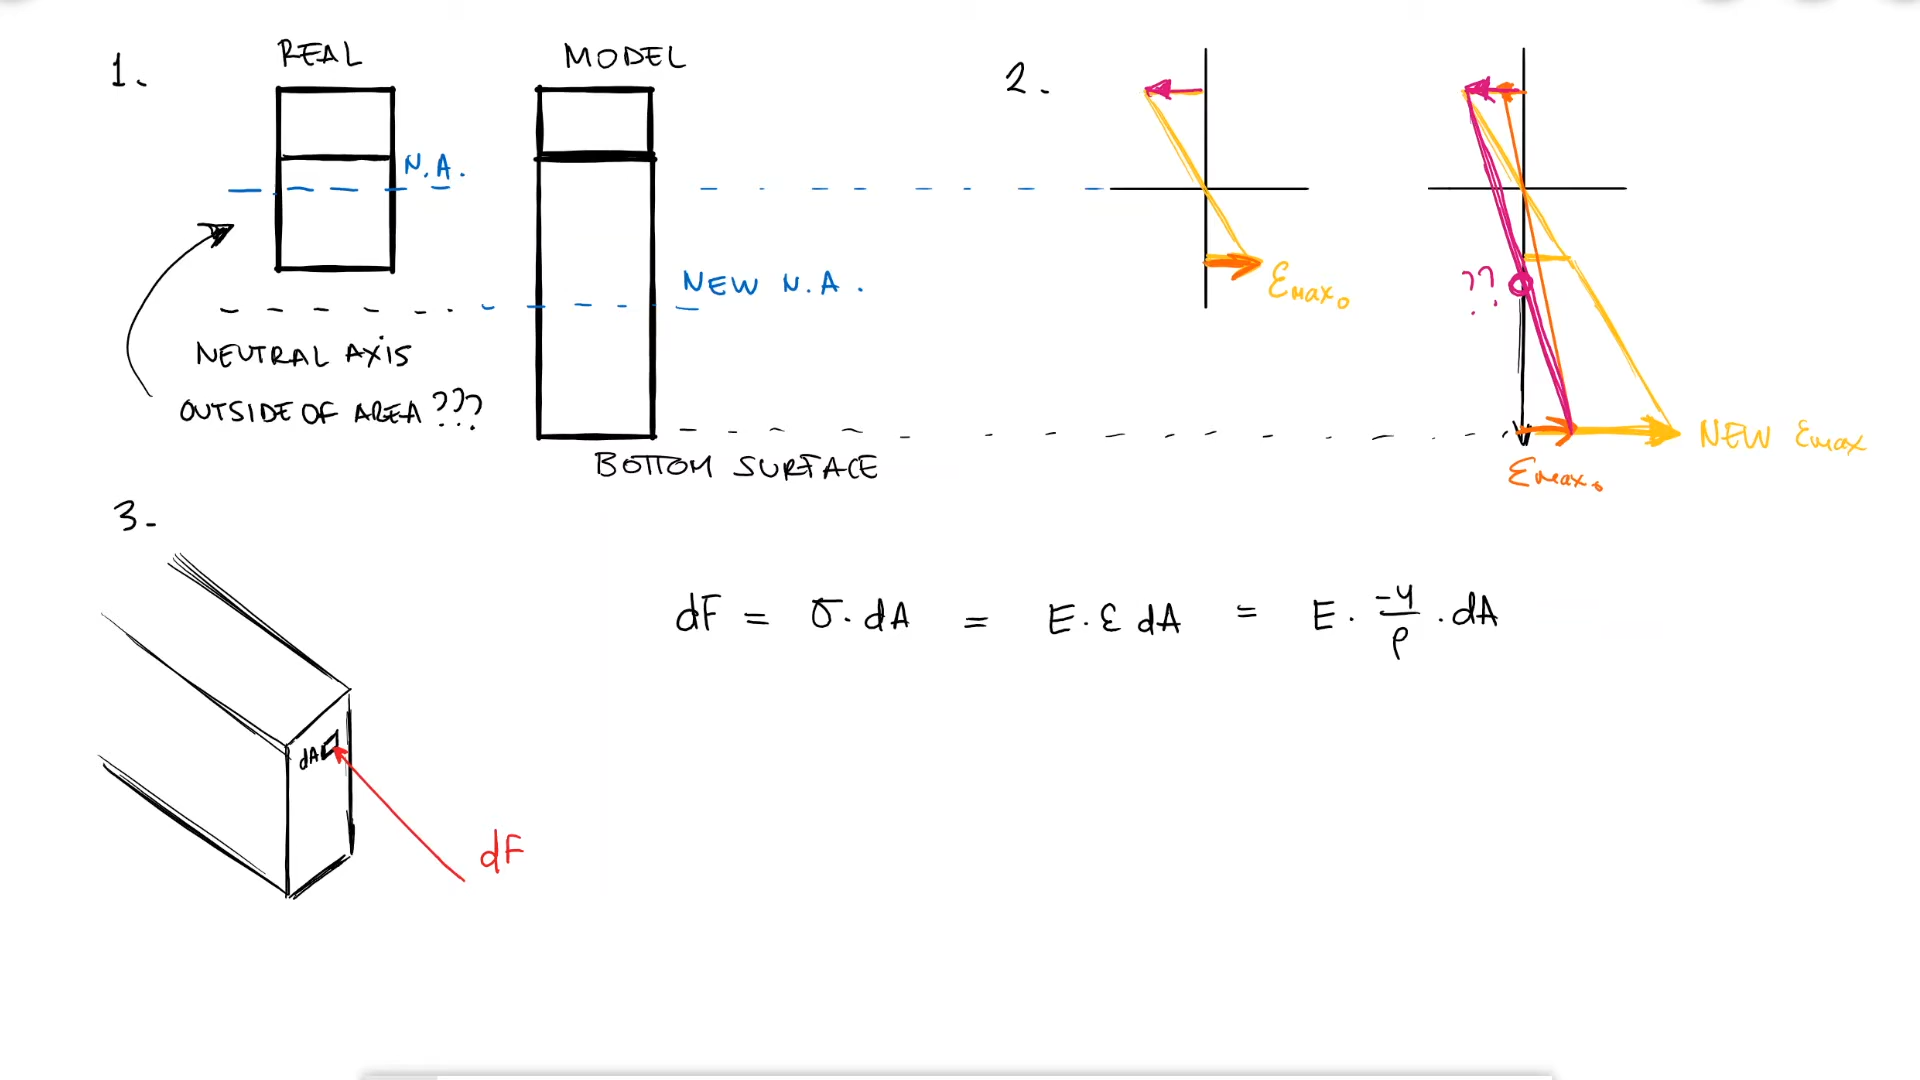 1.
REAL
MODEL
N.A.
NEW N.A.
NEUTRAL AXIS
OUTSIDE OF AREA ???
BOTTOM SURFACE
2.
εmax₀
??
NEW εmax
εmax₀
3.
dA
dF
dF = σ · dA = E · ε dA = E · -y/ρ · dA